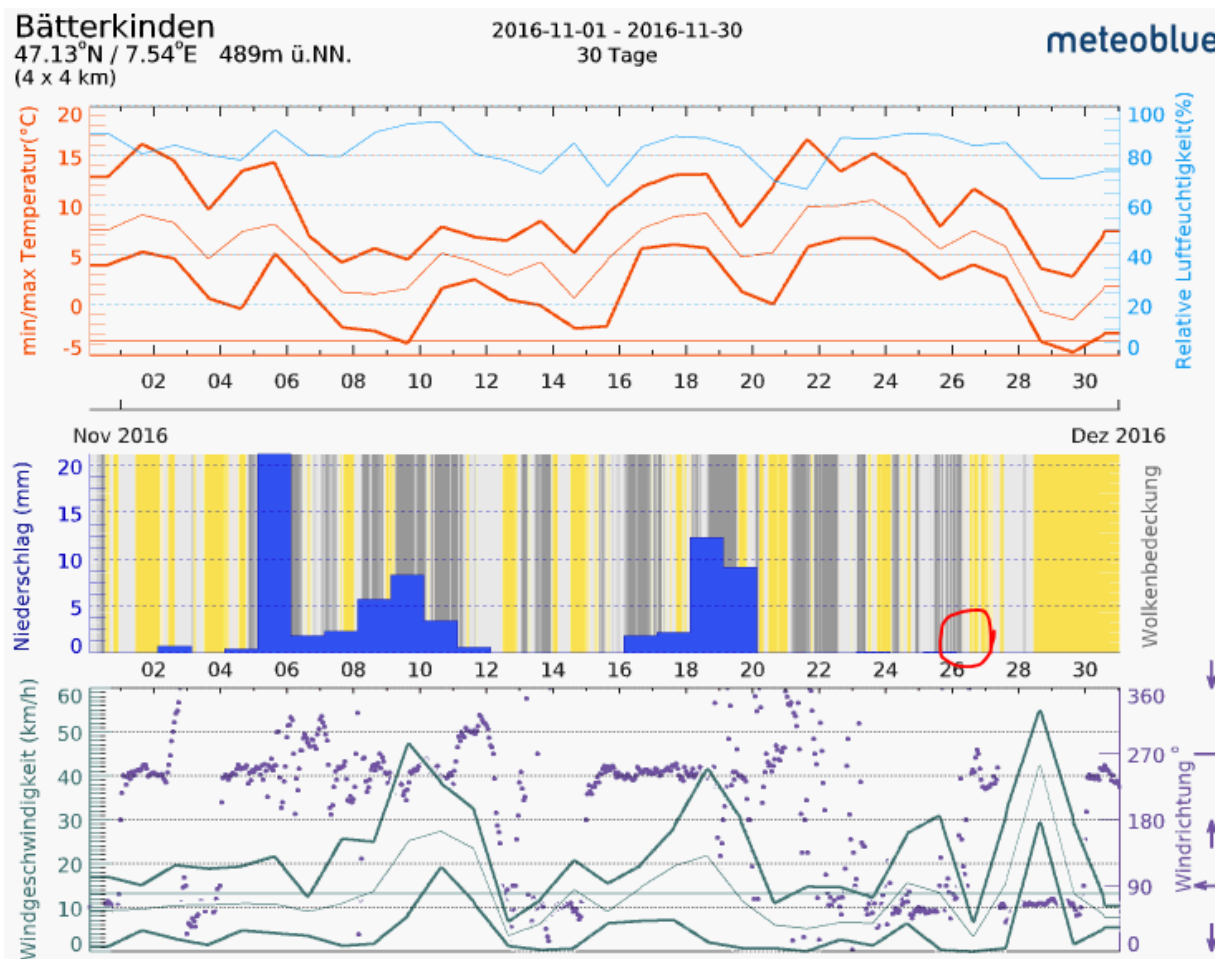 Bätterkinden
47.13°N / 7.54°E 489m ü.NN.
(4 x 4 km)
2016-11-01 - 2016-11-30
30 Tage
meteoblue
min/max Temperatur(°C)
20
15
10
5
0
-5
100
80
60
40
20
0
Relative Luftfeuchtigkeit(%)
02 04 06 08 10 12 14 16 18 20 22 24 26 28 30
Nov 2016
Dez 2016
Niederschlag (mm)
20
15
10
5
0
Wolkenbedeckung
02 04 06 08 10 12 14 16 18 20 22 24 26 28 30
Windgeschwindigkeit (km/h)
60
50
40
30
20
10
0
360
270
180
90
0
Windrichtung °